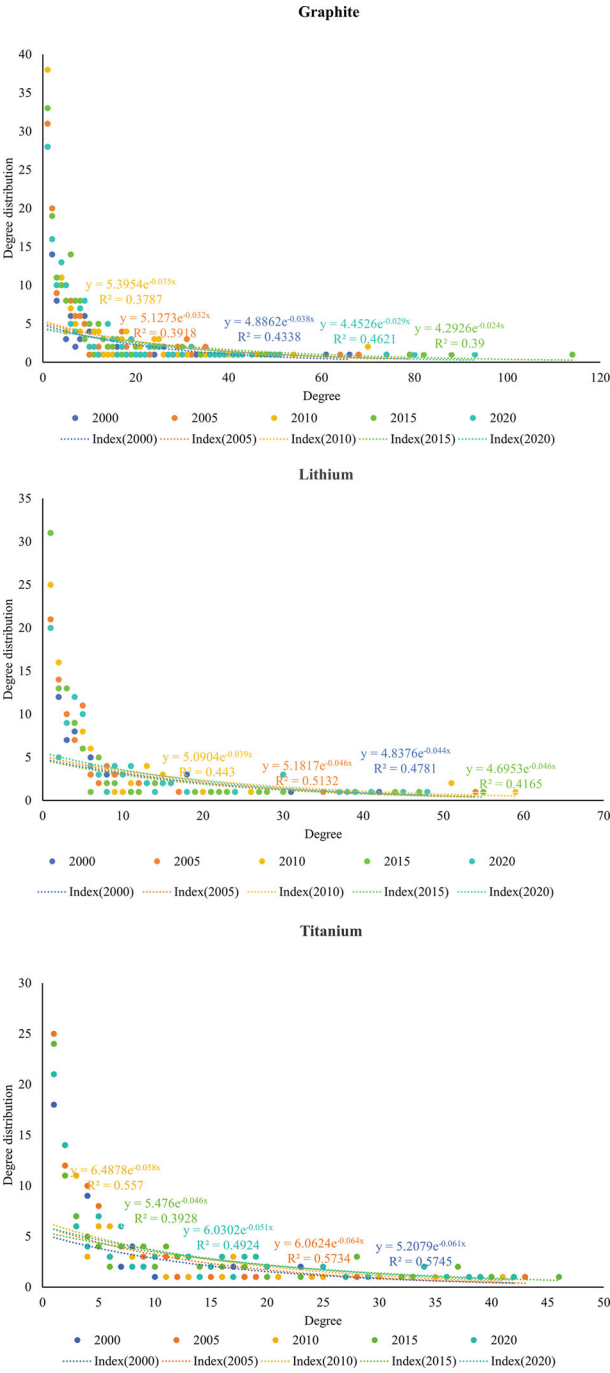 Graphite
40
35
30
25
20
15
10
5
0
Degree distribution
y = 5.3954e^-0.035x
R² = 0.3787
y = 5.1273e^-0.032x
R² = 0.3918
y = 4.8862e^-0.038x
R² = 0.4338
y = 4.4526e^-0.029x
R² = 0.4621
y = 4.2926e^-0.024x
R² = 0.39
0 20 40 60 80 100 120
Degree
2000 2005 2010 2015 2020
Index(2000) Index(2005) Index(2010) Index(2015) Index(2020)
Lithium
35
30
25
20
15
10
5
0
Degree distribution
y = 5.0904e^-0.039x
R² = 0.443
y = 5.1817e^-0.046x
R² = 0.5132
y = 4.8376e^-0.044x
R² = 0.4781
y = 4.6953e^-0.046x
R² = 0.4165
0 10 20 30 40 50 60 70
Degree
2000 2005 2010 2015 2020
Index(2000) Index(2005) Index(2010) Index(2015) Index(2020)
Titanium
30
25
20
15
10
5
0
Degree distribution
y = 6.4878e^-0.058x
R² = 0.557
y = 5.476e^-0.046x
R² = 0.3928
y = 6.0302e^-0.051x
R² = 0.4924
y = 6.0624e^-0.064x
R² = 0.5734
y = 5.2079e^-0.061x
R² = 0.5745
0 5 10 15 20 25 30 35 40 45 50
Degree
2000 2005 2010 2015 2020
Index(2000) Index(2005) Index(2010) Index(2015) Index(2020)